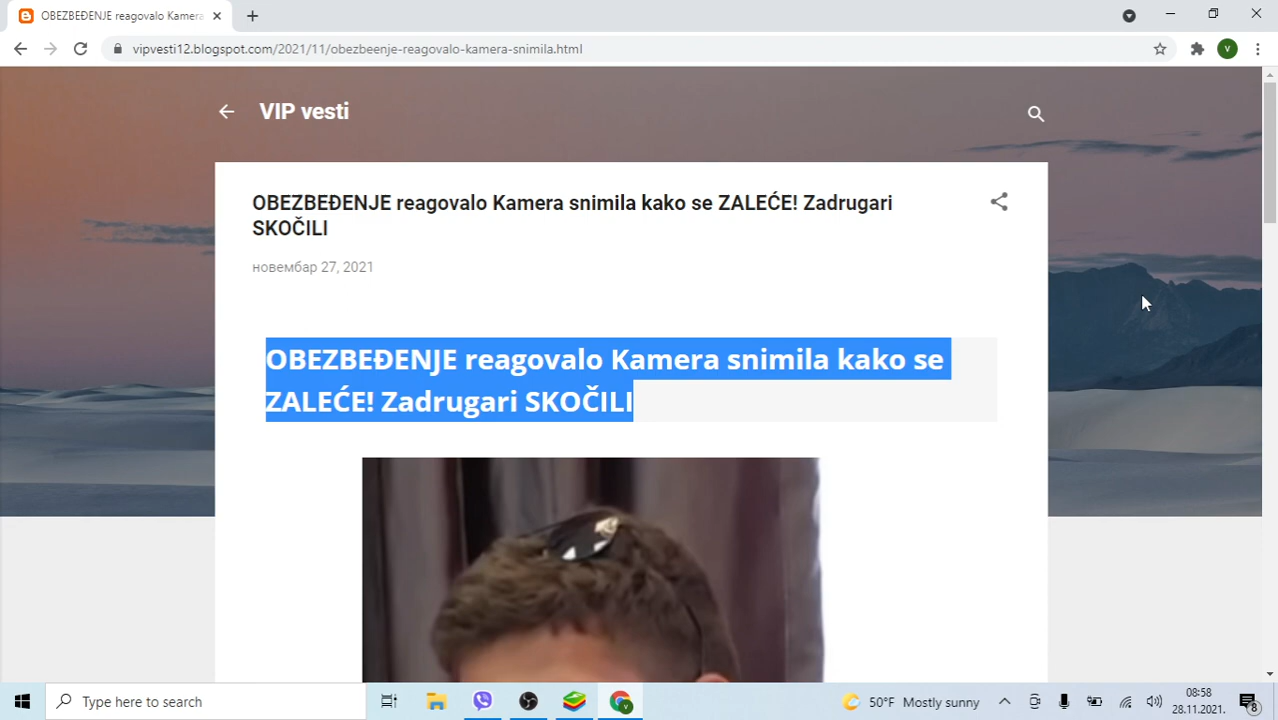 OBEZBEĐENJE reagovalo Kamera
vipvesti12.blogspot.com/2021/11/obezbeenje-reagovalo-kamera-snimila.html
V
VIP vesti
OBEZBEĐENJE reagovalo Kamera snimila kako se ZALEĆE! Zadrugari
SKOČILI
новембар 27, 2021
OBEZBEĐENJE reagovalo Kamera snimila kako se
ZALEĆE! Zadrugari SKOČILI
Type here to search
V
50°F Mostly sunny
08:58
28.11.2021.
8